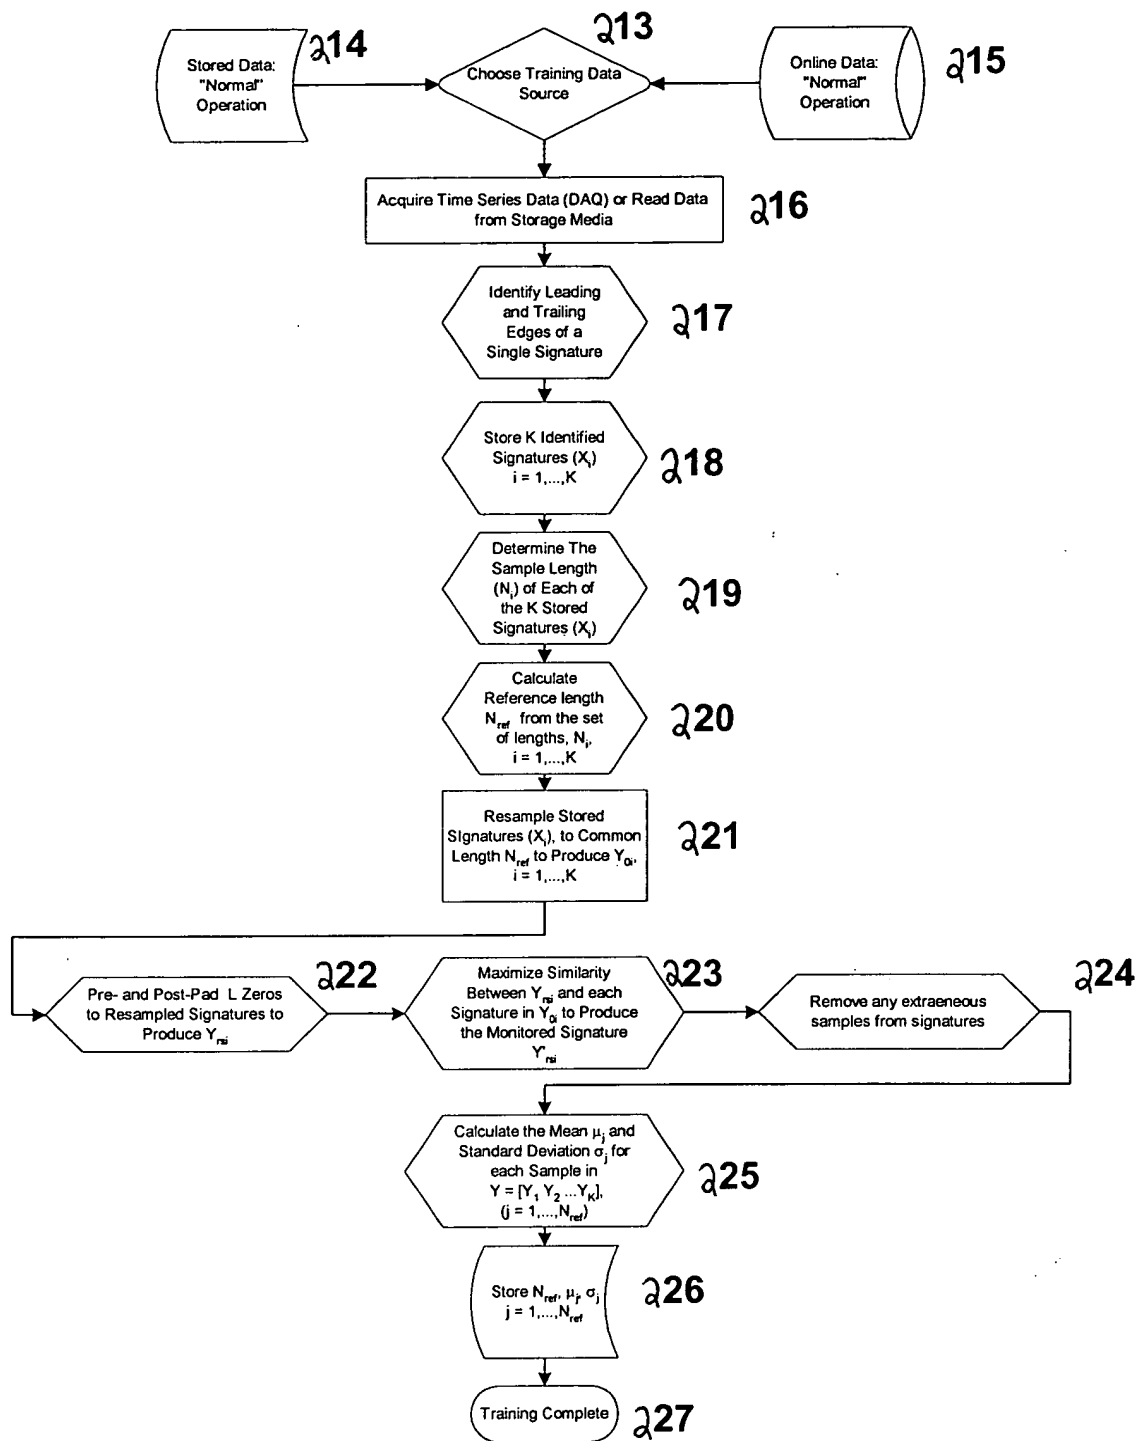 Stored Data:
"Normal"
Operation
214
Choose Training Data
Source
213
Online Data:
"Normal"
Operation
215
Acquire Time Series Data (DAQ) or Read Data
from Storage Media
216
Identify Leading
and Trailing
Edges of a
Single Signature
217
Store K Identified
Signatures (Xi)
i = 1,...,K
218
Determine The
Sample Length
(Ni) of Each of
the K Stored
Signatures (Xi)
219
Calculate
Reference length
Nref from the set
of lengths, Ni,
i = 1,...,K
220
Resample Stored
SIgnatures (Xi), to Common
Length Nref to Produce Y0i,
i = 1,...,K
221
Pre- and Post-Pad L Zeros
to Resampled Signatures to
Produce Yrsi
222
Maximize Similarity
Between Yrsi and each
Signature in Y0i to Produce
the Monitored Signature
Y'rsi
223
Remove any extraeneous
samples from signatures
224
Calculate the Mean μj and
Standard Deviation σj for
each Sample in
Y = [Y1 Y2 ...YK],
(j = 1,...,Nref)
225
Store Nref, μj, σj
j = 1,...,Nref
226
Training Complete
227